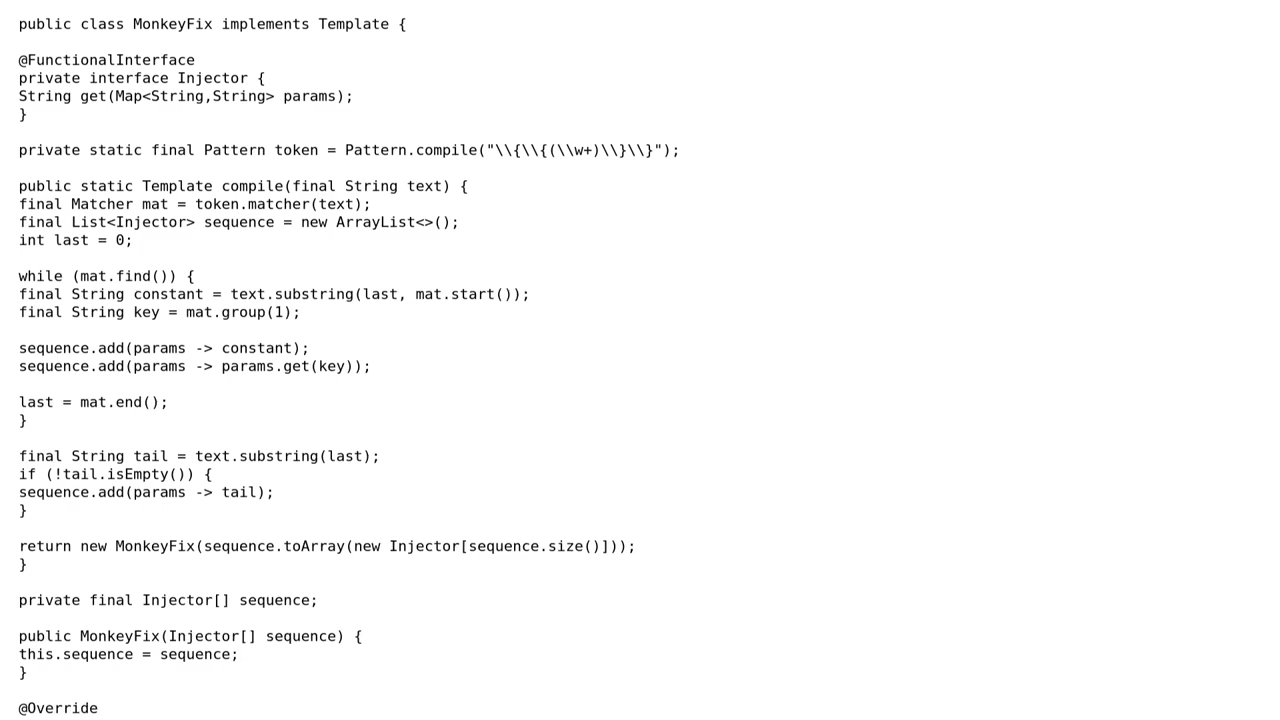 public class MonkeyFix implements Template {
@FunctionalInterface
private interface Injector {
String get(Map<String,String> params);
}
private static final Pattern token = Pattern.compile("\\{\\{(\\w+)\\}\\}");
public static Template compile(final String text) {
final Matcher mat = token.matcher(text);
final List<Injector> sequence = new ArrayList<>();
int last = 0;
while (mat.find()) {
final String constant = text.substring(last, mat.start());
final String key = mat.group(1);
sequence.add(params -> constant);
sequence.add(params -> params.get(key));
last = mat.end();
}
final String tail = text.substring(last);
if (!tail.isEmpty()) {
sequence.add(params -> tail);
}
return new MonkeyFix(sequence.toArray(new Injector[sequence.size()]));
}
private final Injector[] sequence;
public MonkeyFix(Injector[] sequence) {
this.sequence = sequence;
}
@Override